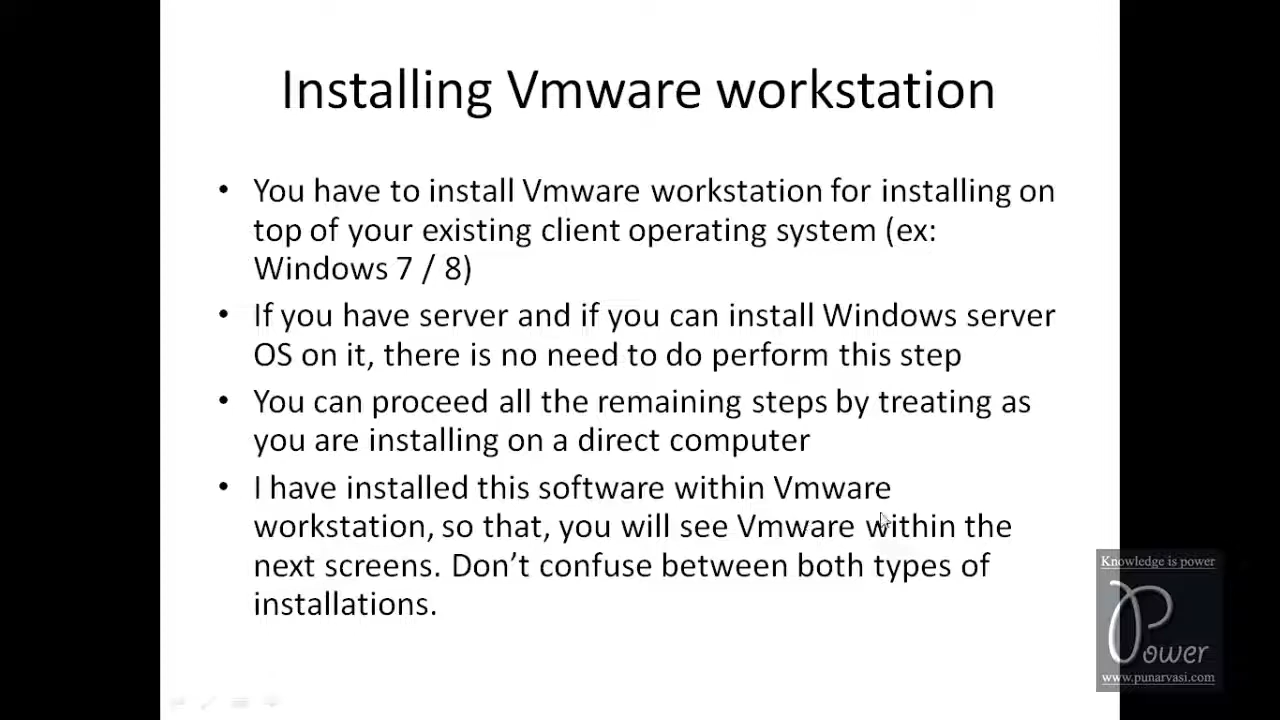 Installing Vmware workstation
• You have to install Vmware workstation for installing on
top of your existing client operating system (ex:
Windows 7 / 8)
• If you have server and if you can install Windows server
OS on it, there is no need to do perform this step
• You can proceed all the remaining steps by treating as
you are installing on a direct computer
• I have installed this software within Vmware
workstation, so that, you will see Vmware within the
next screens. Don’t confuse between both types of
installations.
Knowledge is power
Power
www.punarvasi.com